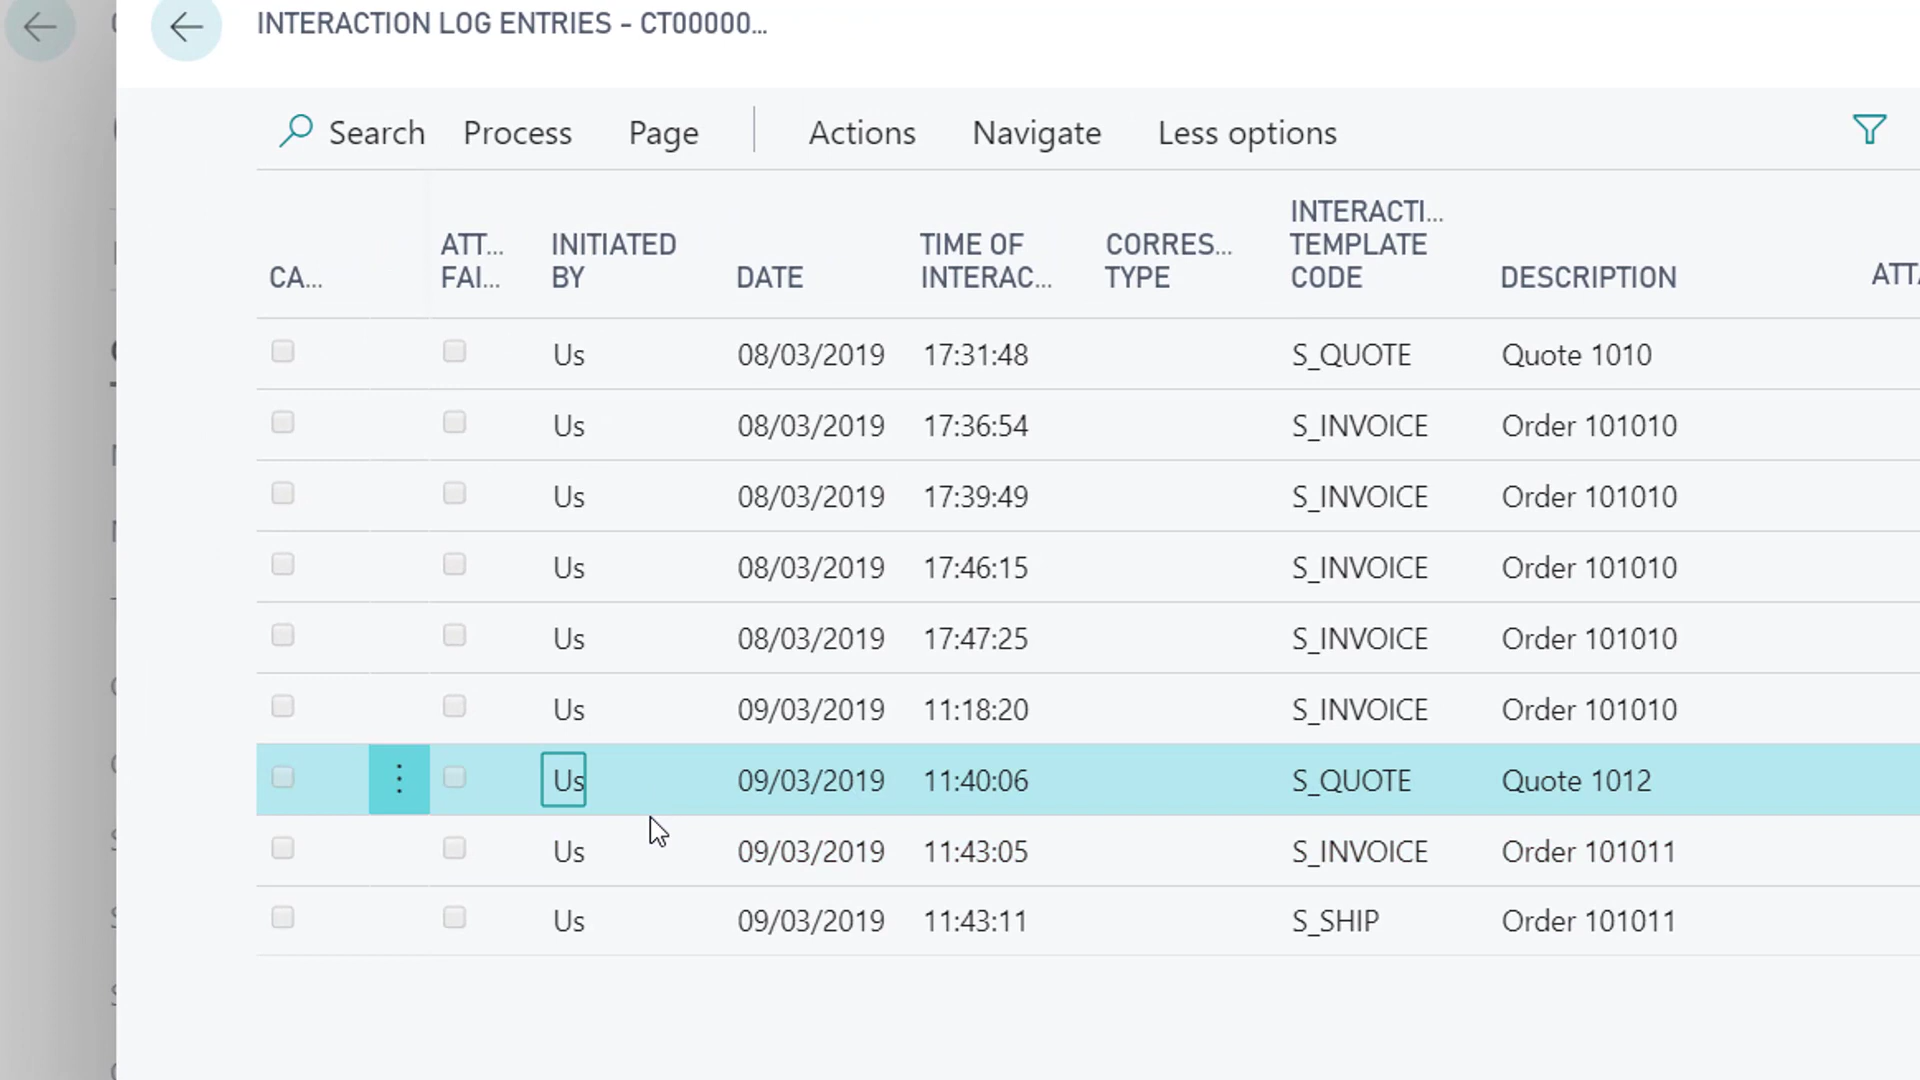 INTERACTION LOG ENTRIES - CT00000...
Search Process Page Actions Navigate Less options
CA... ATT... FAI... INITIATED BY DATE TIME OF INTERAC... CORRES... TYPE INTERACTI... TEMPLATE CODE DESCRIPTION ATTA
Us 08/03/2019 17:31:48 S_QUOTE Quote 1010
Us 08/03/2019 17:36:54 S_INVOICE Order 101010
Us 08/03/2019 17:39:49 S_INVOICE Order 101010
Us 08/03/2019 17:46:15 S_INVOICE Order 101010
Us 08/03/2019 17:47:25 S_INVOICE Order 101010
Us 09/03/2019 11:18:20 S_INVOICE Order 101010
Us 09/03/2019 11:40:06 S_QUOTE Quote 1012
Us 09/03/2019 11:43:05 S_INVOICE Order 101011
Us 09/03/2019 11:43:11 S_SHIP Order 101011